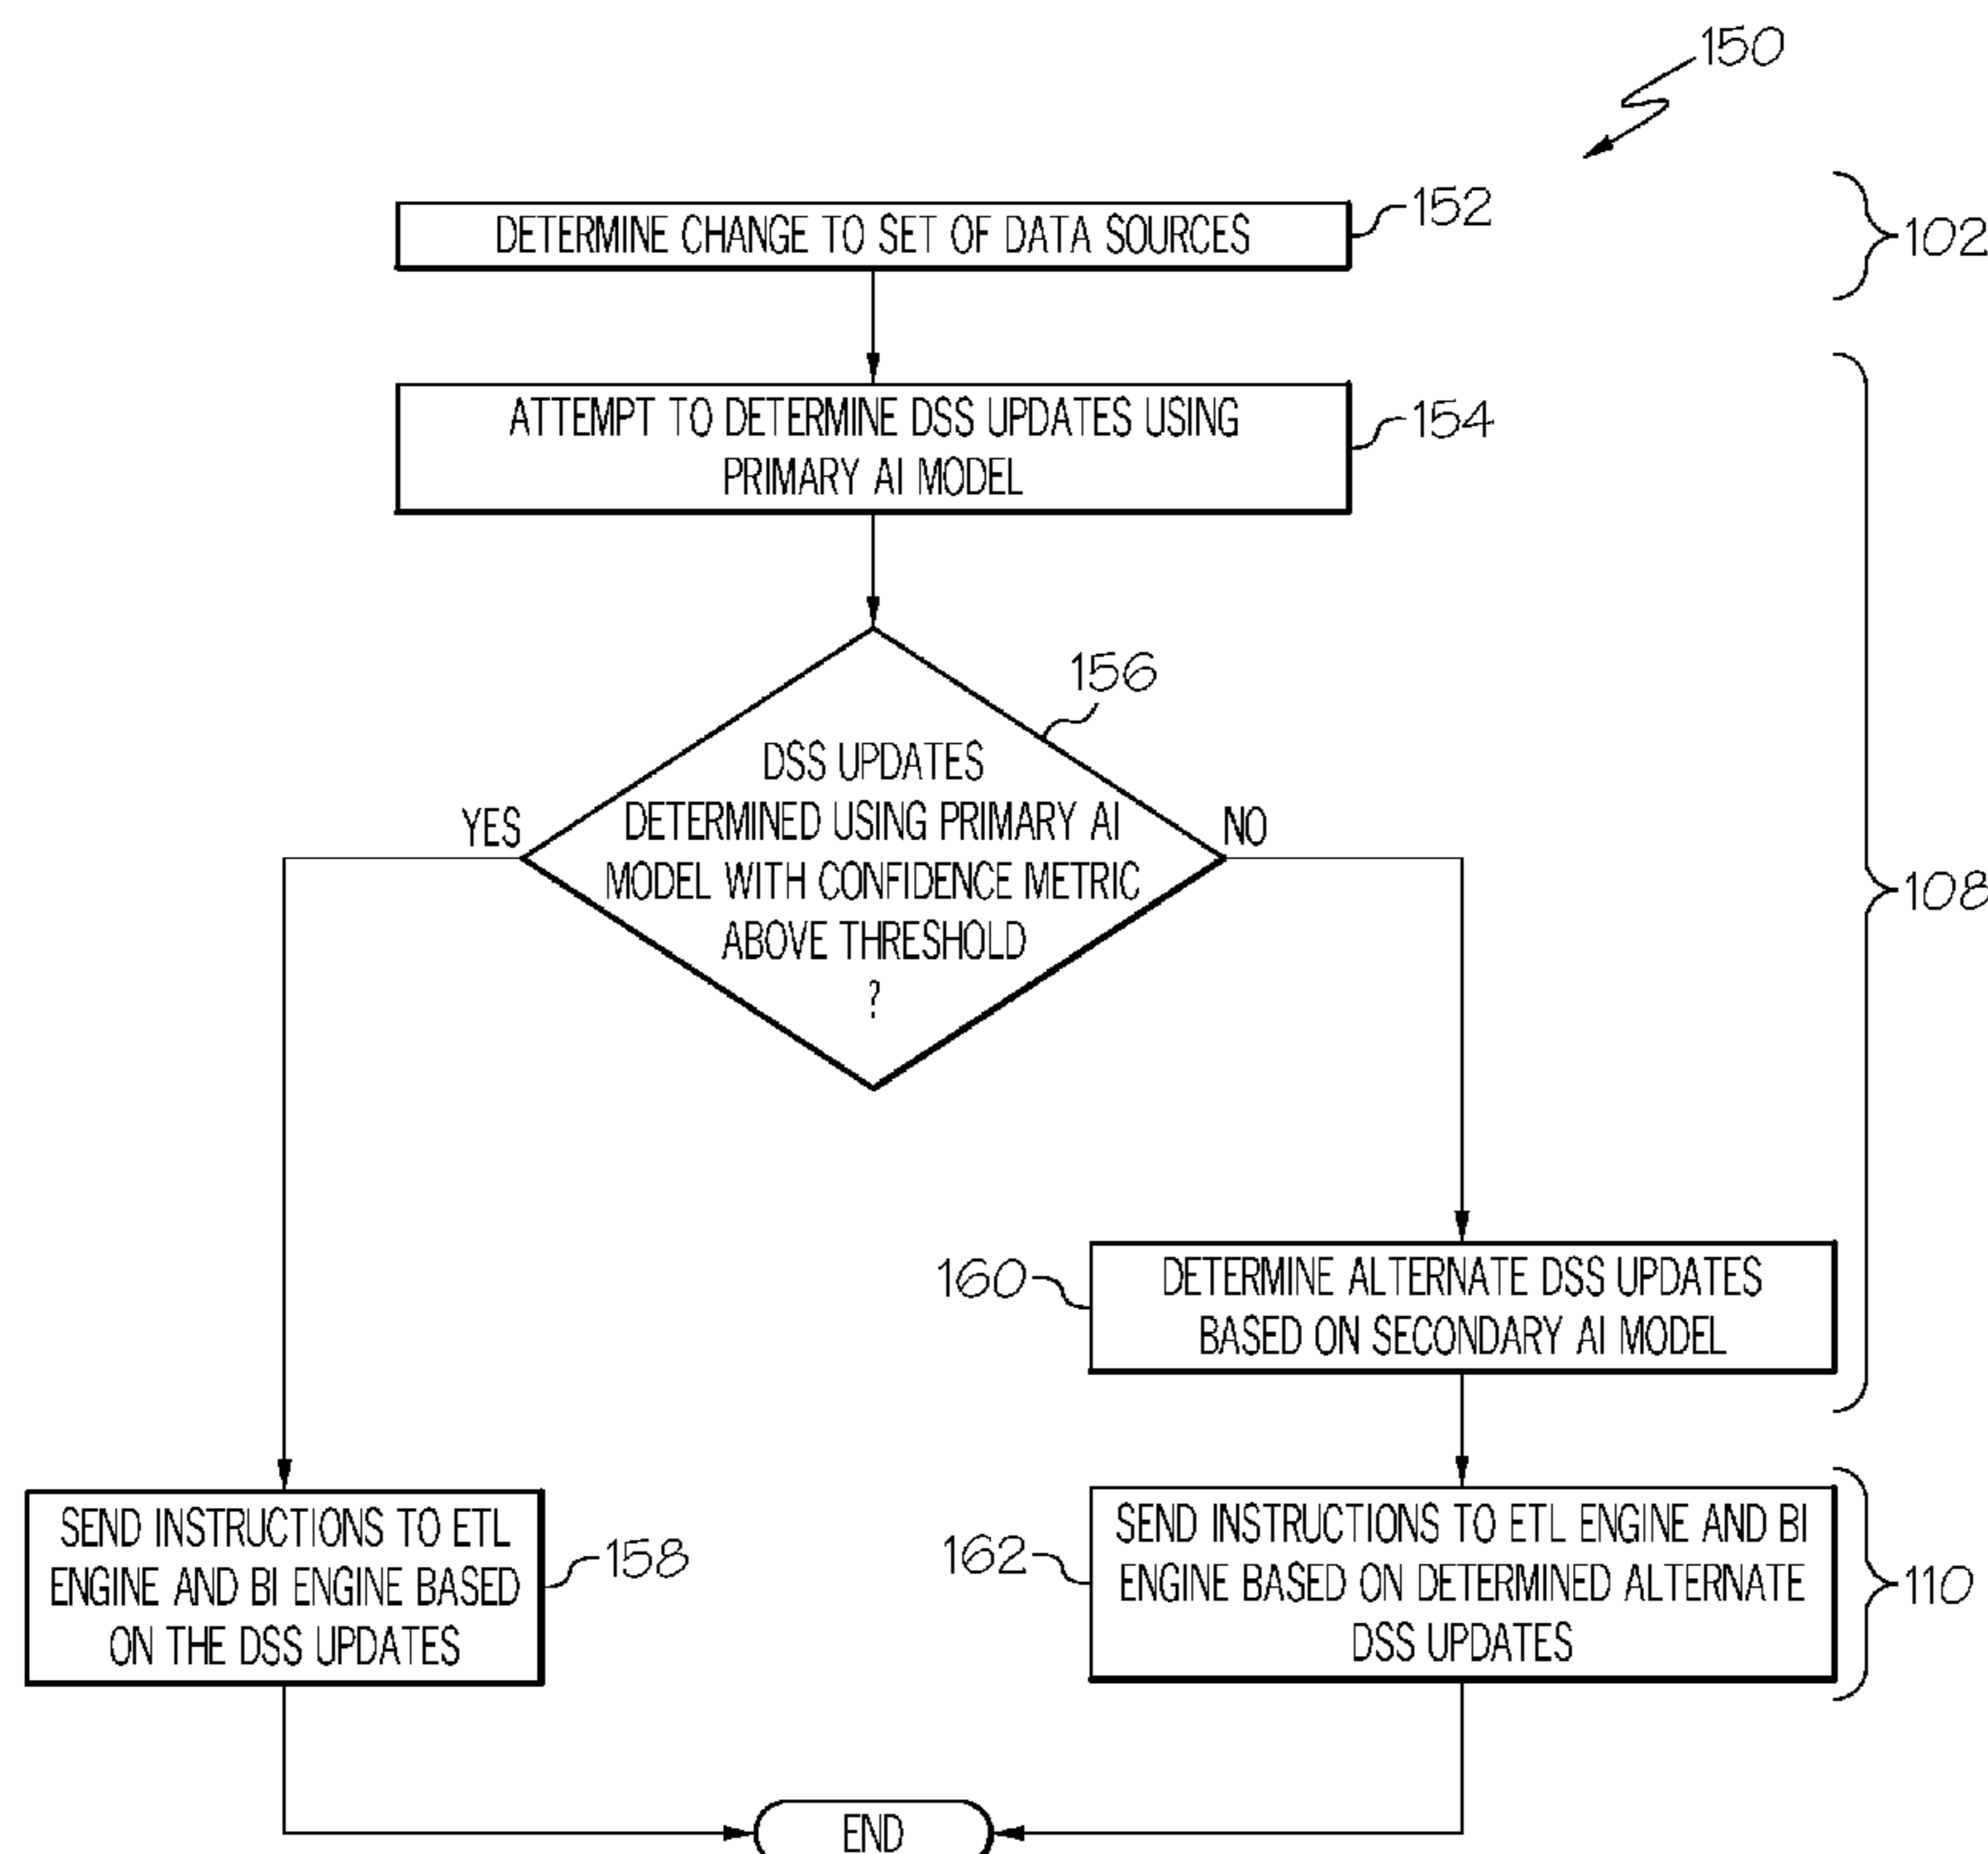 150
DETERMINE CHANGE TO SET OF DATA SOURCES
152
102
ATTEMPT TO DETERMINE DSS UPDATES USING
PRIMARY AI MODEL
154
156
DSS UPDATES
DETERMINED USING PRIMARY AI
MODEL WITH CONFIDENCE METRIC
ABOVE THRESHOLD
?
YES
NO
108
160
DETERMINE ALTERNATE DSS UPDATES
BASED ON SECONDARY AI MODEL
SEND INSTRUCTIONS TO ETL
ENGINE AND BI ENGINE BASED
ON THE DSS UPDATES
158
162
SEND INSTRUCTIONS TO ETL ENGINE AND BI
ENGINE BASED ON DETERMINED ALTERNATE
DSS UPDATES
110
END